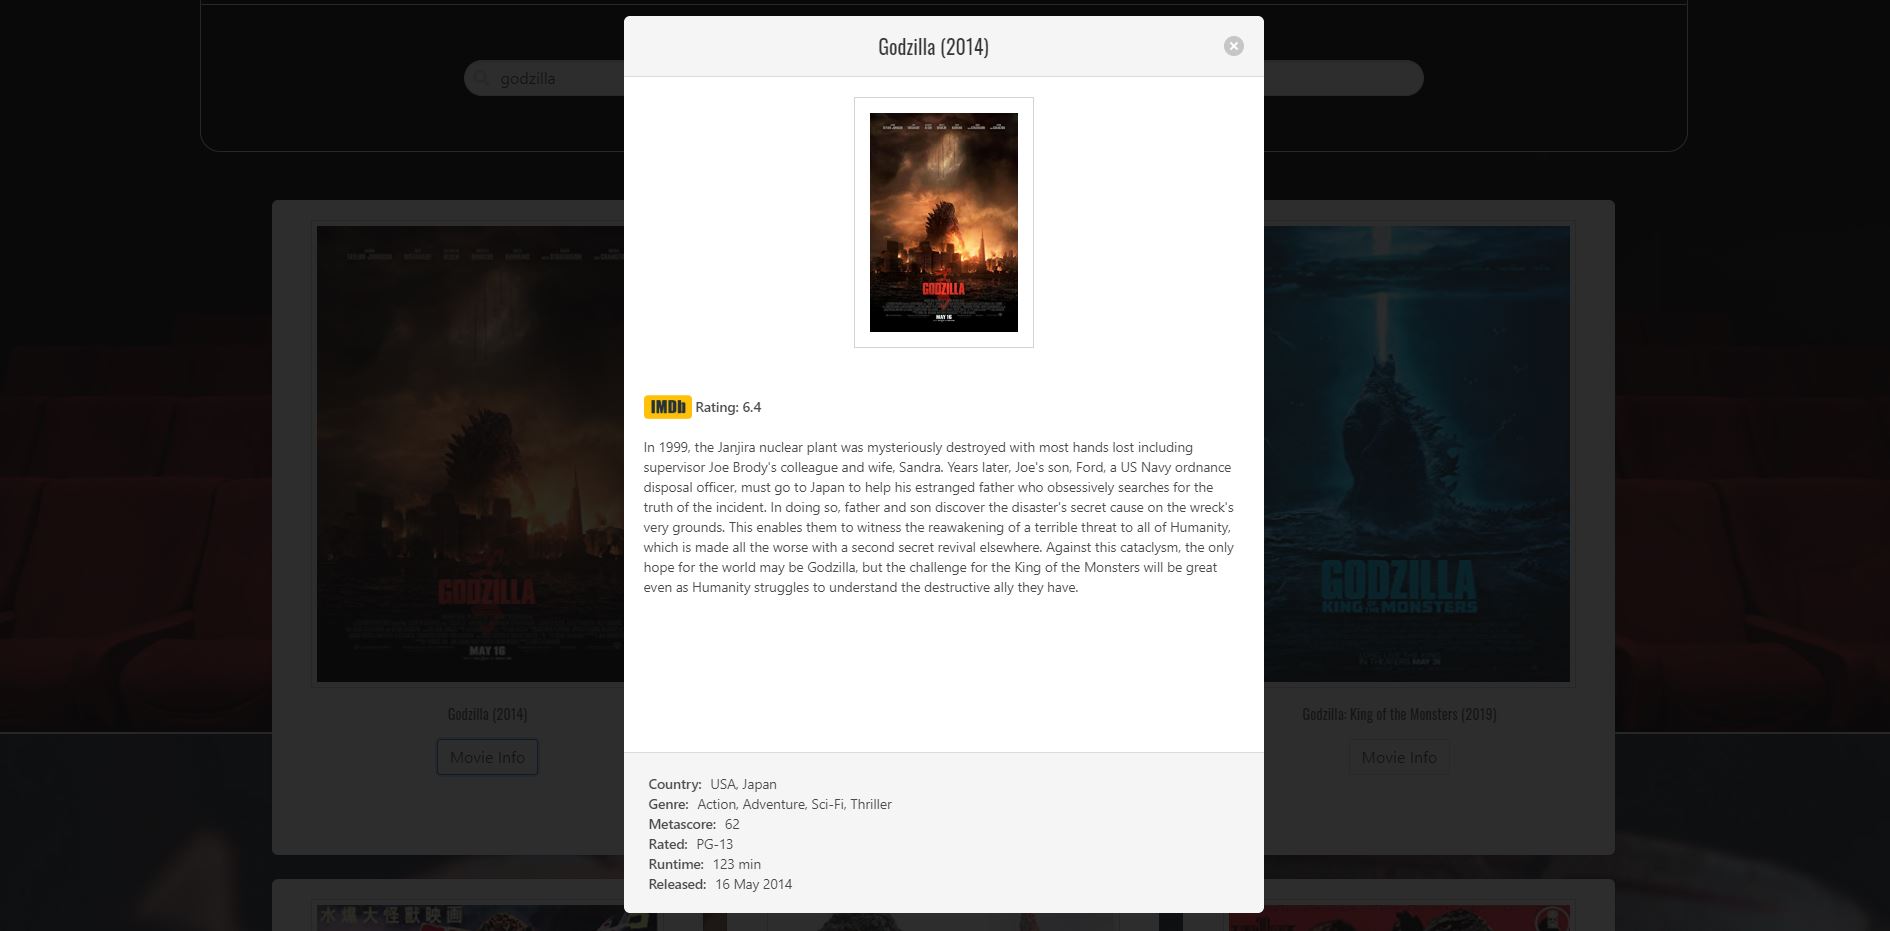 Godzilla (2014)
godzilla
GODZILLA
MAY 16
IMDb Rating: 6.4
In 1999, the Janjira nuclear plant was mysteriously destroyed with most hands lost including
supervisor Joe Brody's colleague and wife, Sandra. Years later, Joe's son, Ford, a US Navy ordnance
disposal officer, must go to Japan to help his estranged father who obsessively searches for the
truth of the incident. In doing so, father and son discover the disaster's secret cause on the wreck's
very grounds. This enables them to witness the reawakening of a terrible threat to all of Humanity,
which is made all the worse with a second secret revival elsewhere. Against this cataclysm, the only
hope for the world may be Godzilla, but the challenge for the King of the Monsters will be great
even as Humanity struggles to understand the destructive ally they have.
Country: USA, Japan
Genre: Action, Adventure, Sci-Fi, Thriller
Metascore: 62
Rated: PG-13
Runtime: 123 min
Released: 16 May 2014
GODZILLA
MAY 16
Godzilla (2014)
Movie Info
GODZILLA
KING OF THE MONSTERS
LONG LIVE THE KING
IN THEATERS MAY 31
Godzilla: King of the Monsters (2019)
Movie Info
水爆大怪獣映画